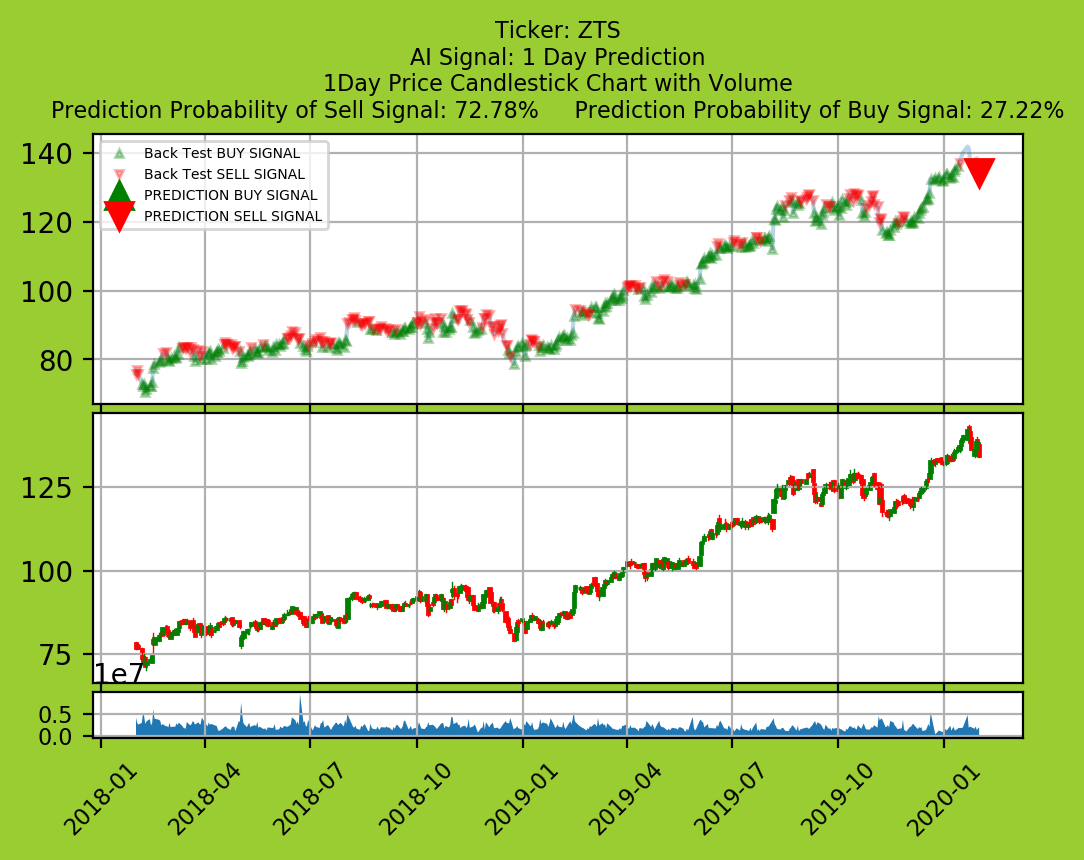 Ticker: ZTS
AI Signal: 1 Day Prediction
1Day Price Candlestick Chart with Volume
Prediction Probability of Sell Signal: 72.78%     Prediction Probability of Buy Signal: 27.22%
Back Test BUY SIGNAL
Back Test SELL SIGNAL
PREDICTION BUY SIGNAL
PREDICTION SELL SIGNAL
140
120
100
80
125
100
75
1e7
0.5
0.0
2018-01
2018-04
2018-07
2018-10
2019-01
2019-04
2019-07
2019-10
2020-01